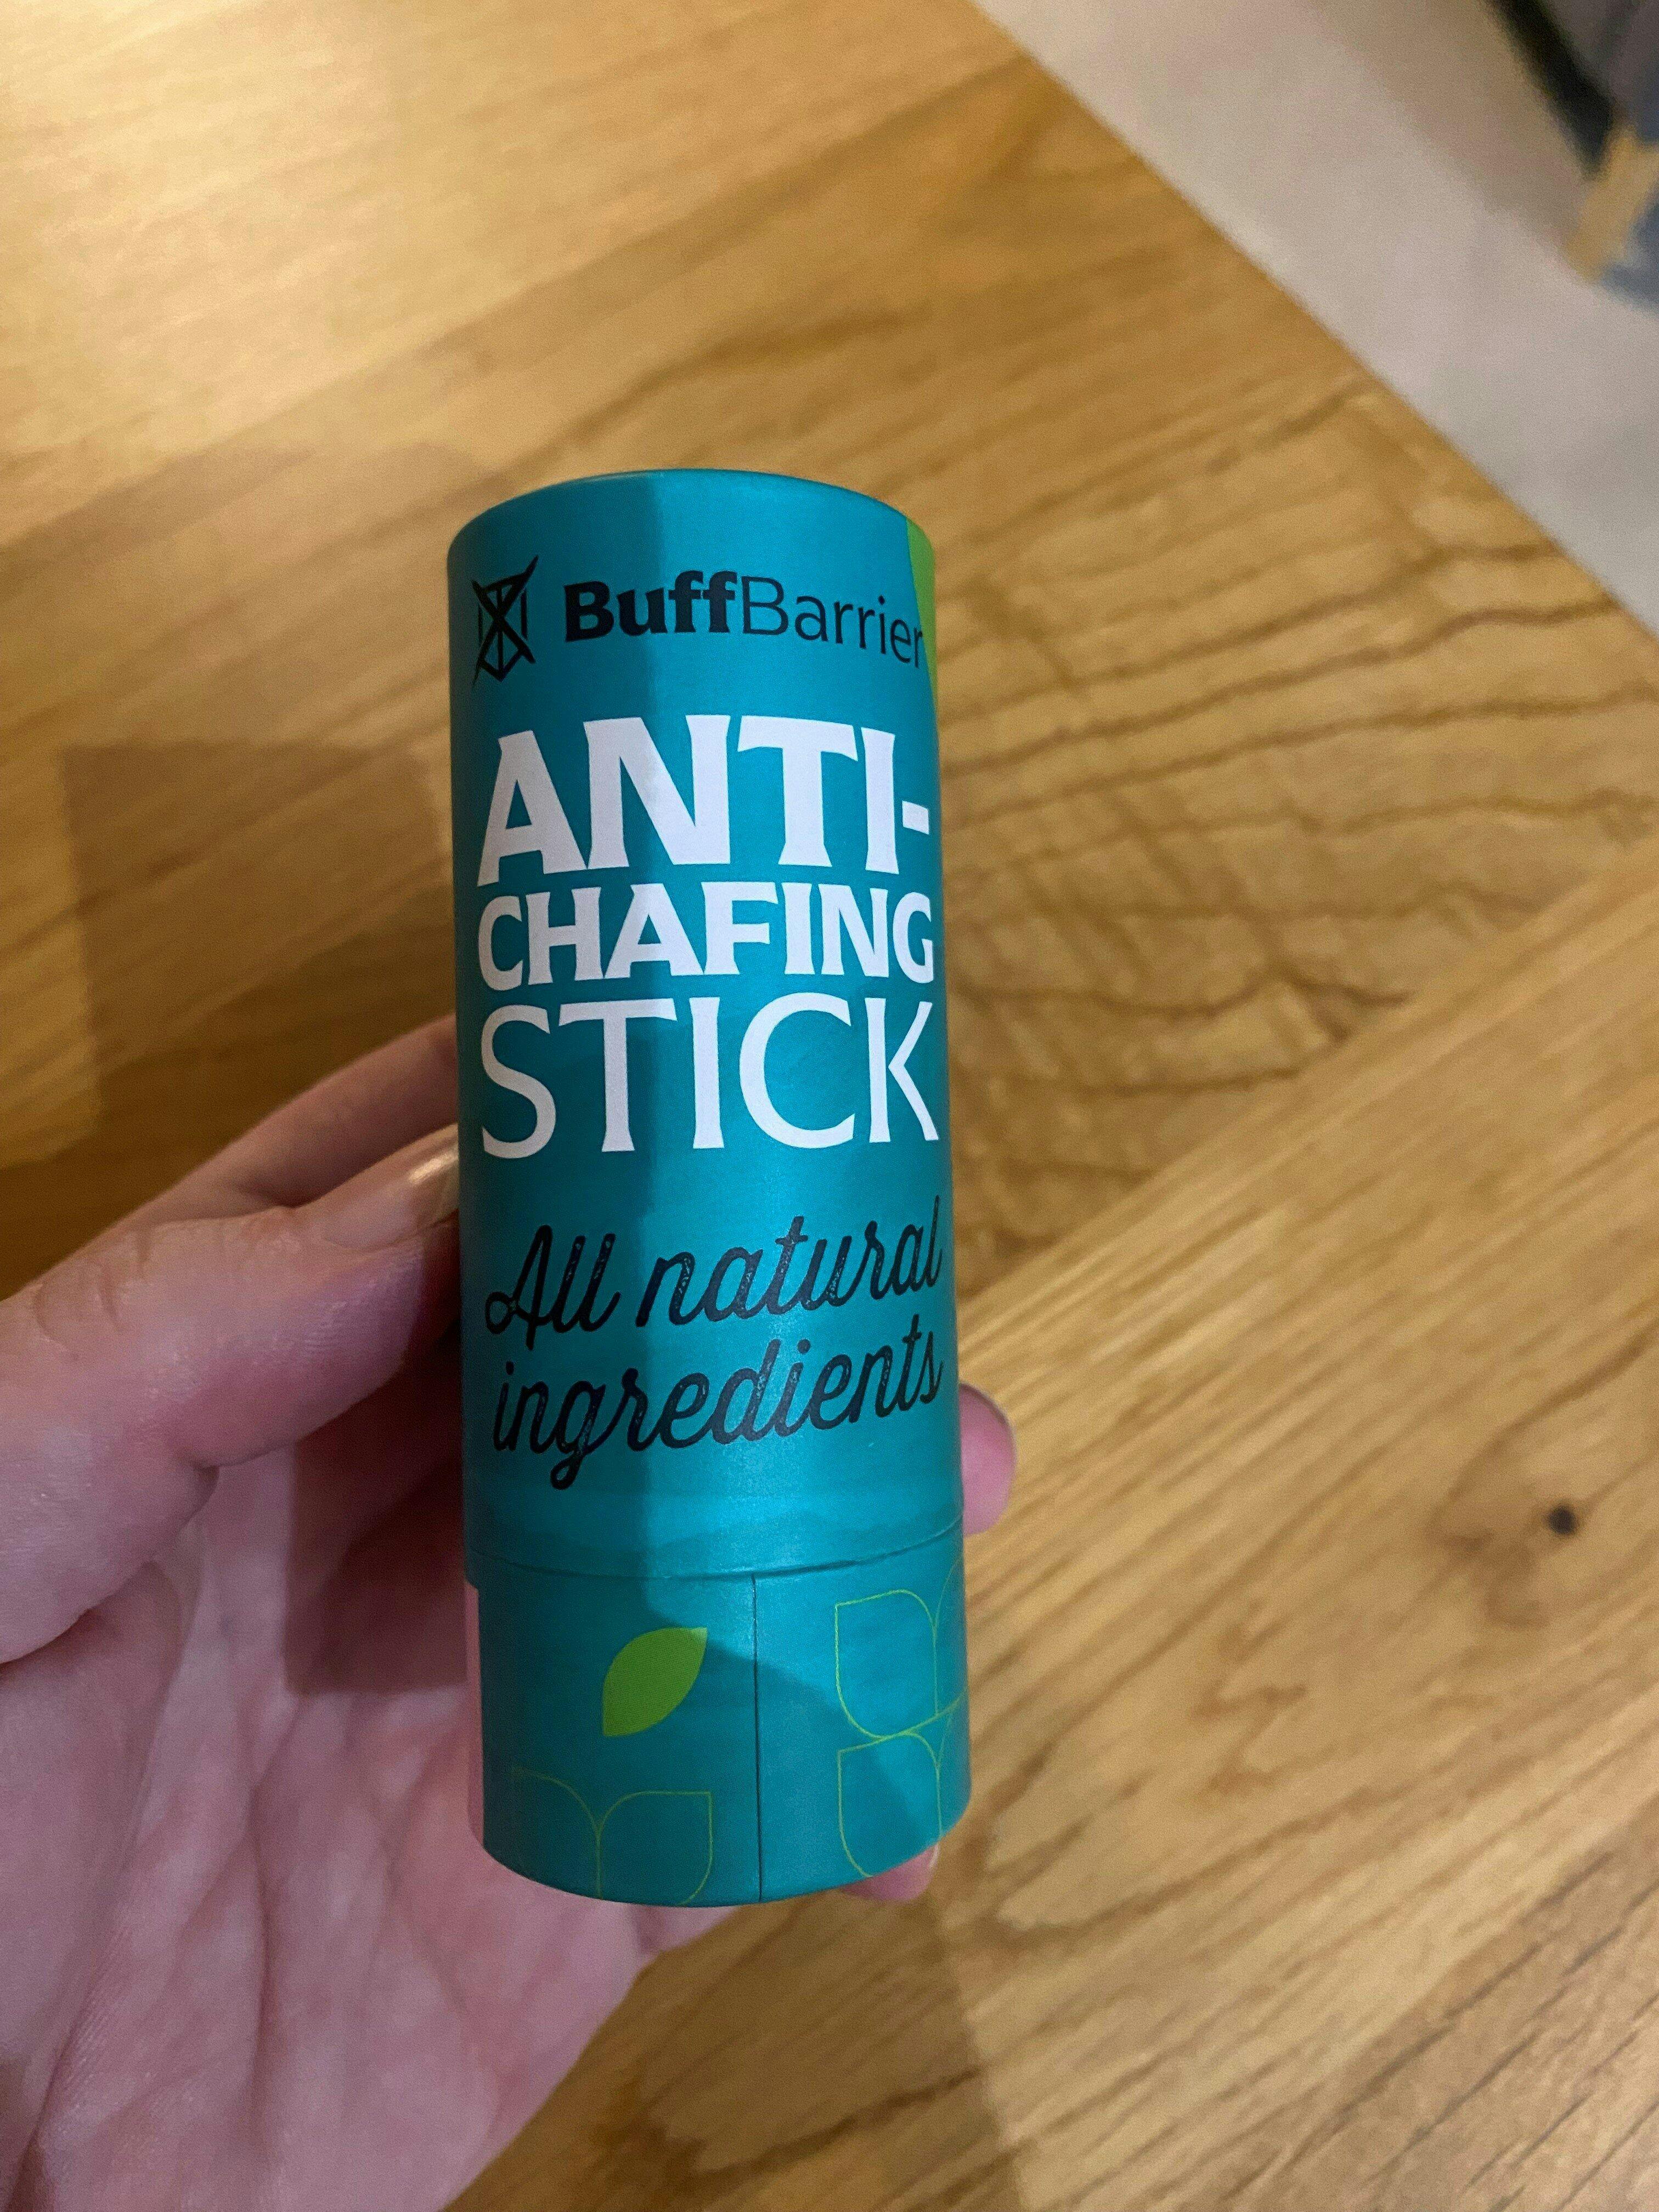 BuffBarrier
ANTI-
CHAFING
STICK
All natural
ingredients